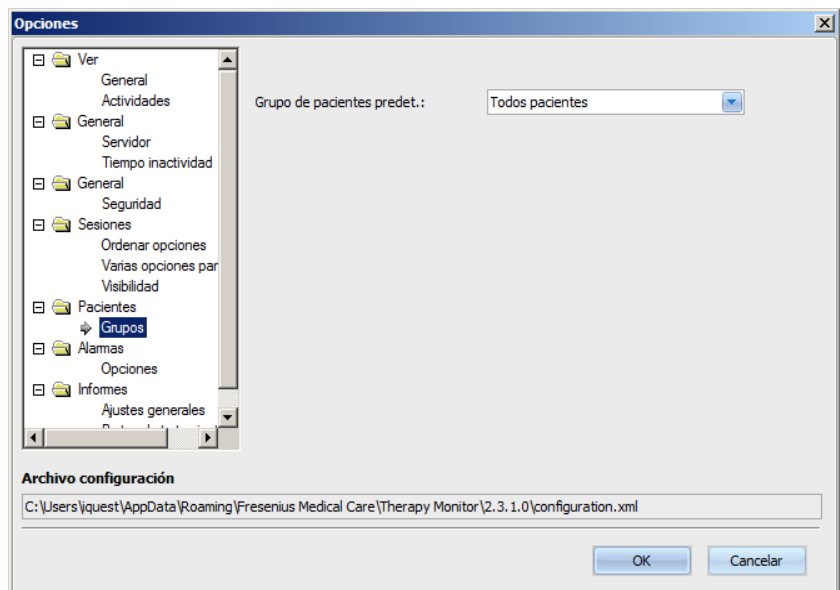 Opciones
Ver
General
Actividades
Grupo de pacientes predet.: Todos pacientes
General
Servidor
Tiempo inactividad
General
Seguridad
Sesiones
Ordenar opciones
Varias opciones par
Visibilidad
Pacientes
Grupos
Alarmas
Opciones
Informes
Ajustes generales
Archivo configuración
C:\Users\iquest\AppData\Roaming\Fresenius Medical Care\Therapy Monitor\2.3.1.0\configuration.xml
OK Cancelar